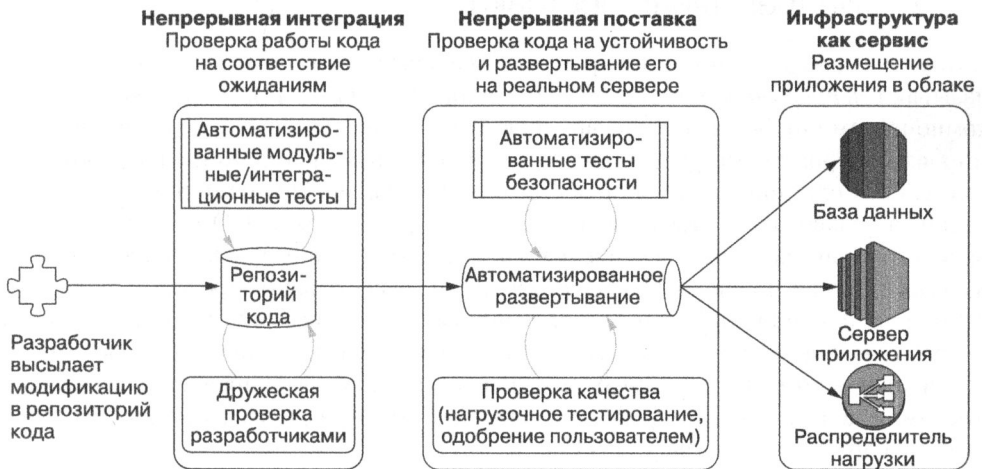 Непрерывная интеграция
Проверка работы кода
на соответствие
ожиданиям
Непрерывная поставка
Проверка кода на устойчивость
и развертывание его
на реальном сервере
Инфраструктура
как сервис
Размещение
приложения в облаке
Автоматизиро-
ванные модуль-
ные/интегра-
ционные тесты
Автоматизиро-
ванные тесты
безопасности
База данных
Репози-
торий
кода
Автоматизированное
развертывание
Сервер
приложения
Разработчик
высылает
модификацию
в репозиторий
кода
Дружеская
проверка
разработчиками
Проверка качества
(нагрузочное тестирование,
одобрение пользователем)
Распределитель
нагрузки